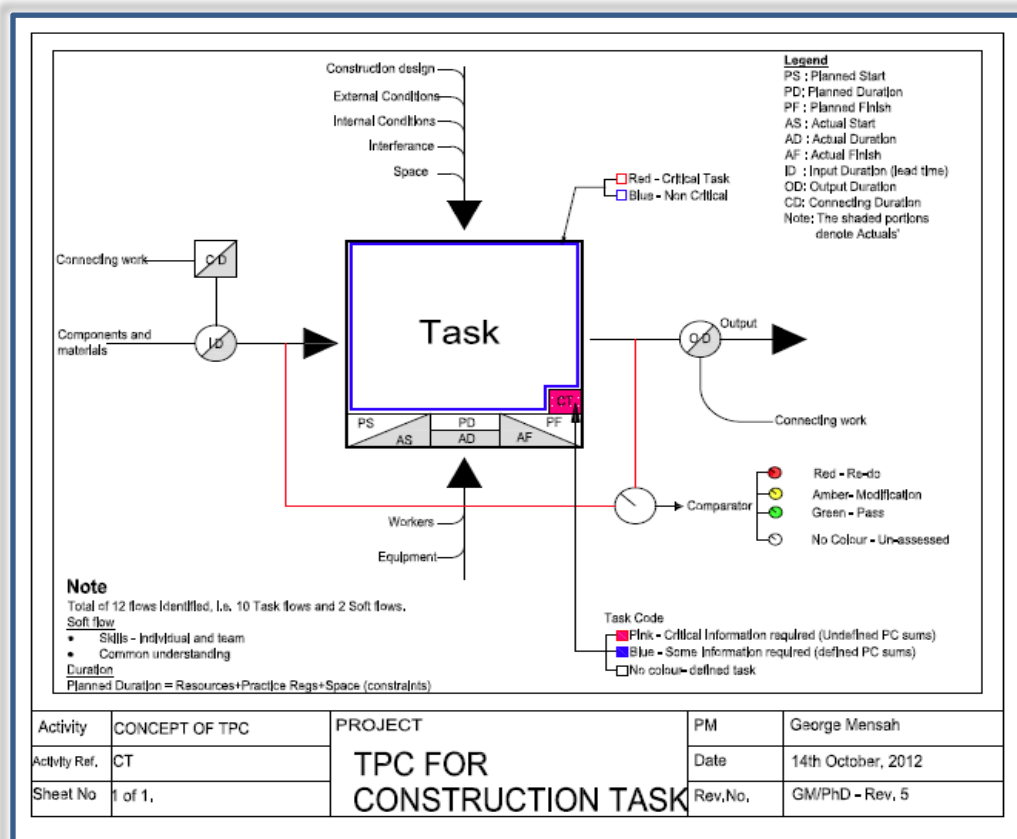 Construction design
External Conditions
Internal Conditions
Interferance
Space
Legend
PS : Planned Start
PD: Planned Duration
PF : Planned Finish
AS : Actual Start
AD : Actual Duration
AF : Actual Finish
ID : Input Duration (lead time)
OD: Output Duration
CD: Connecting Duration
Note: The shaded portions
denote Actuals'
Red - Critical Task
Blue - Non Critical
Connecting work
C D
Components and
materials
I D
Task
Output
O D
CT
PS
AS
PD
AD
PF
AF
Connecting work
Workers
Equipment
Comparator
Red - Re-do
Amber- Modification
Green - Pass
No Colour - Un-assessed
Note
Total of 12 flows identified, i.e. 10 Task flows and 2 Soft flows.
Soft flow
• Skills - individual and team
• Common understanding
Duration
Planned Duration = Resources+Practice Regs+Space (constraints)
Task Code
Pink - Critical Information required (Undefined PC sums)
Blue - Some Information required (defined PC sums)
No colour- defined task
Activity CONCEPT OF TPC
Activity Ref. CT
Sheet No 1 of 1.
PROJECT
TPC FOR
CONSTRUCTION TASK
PM George Mensah
Date 14th October, 2012
Rev.No. GM/PhD - Rev. 5